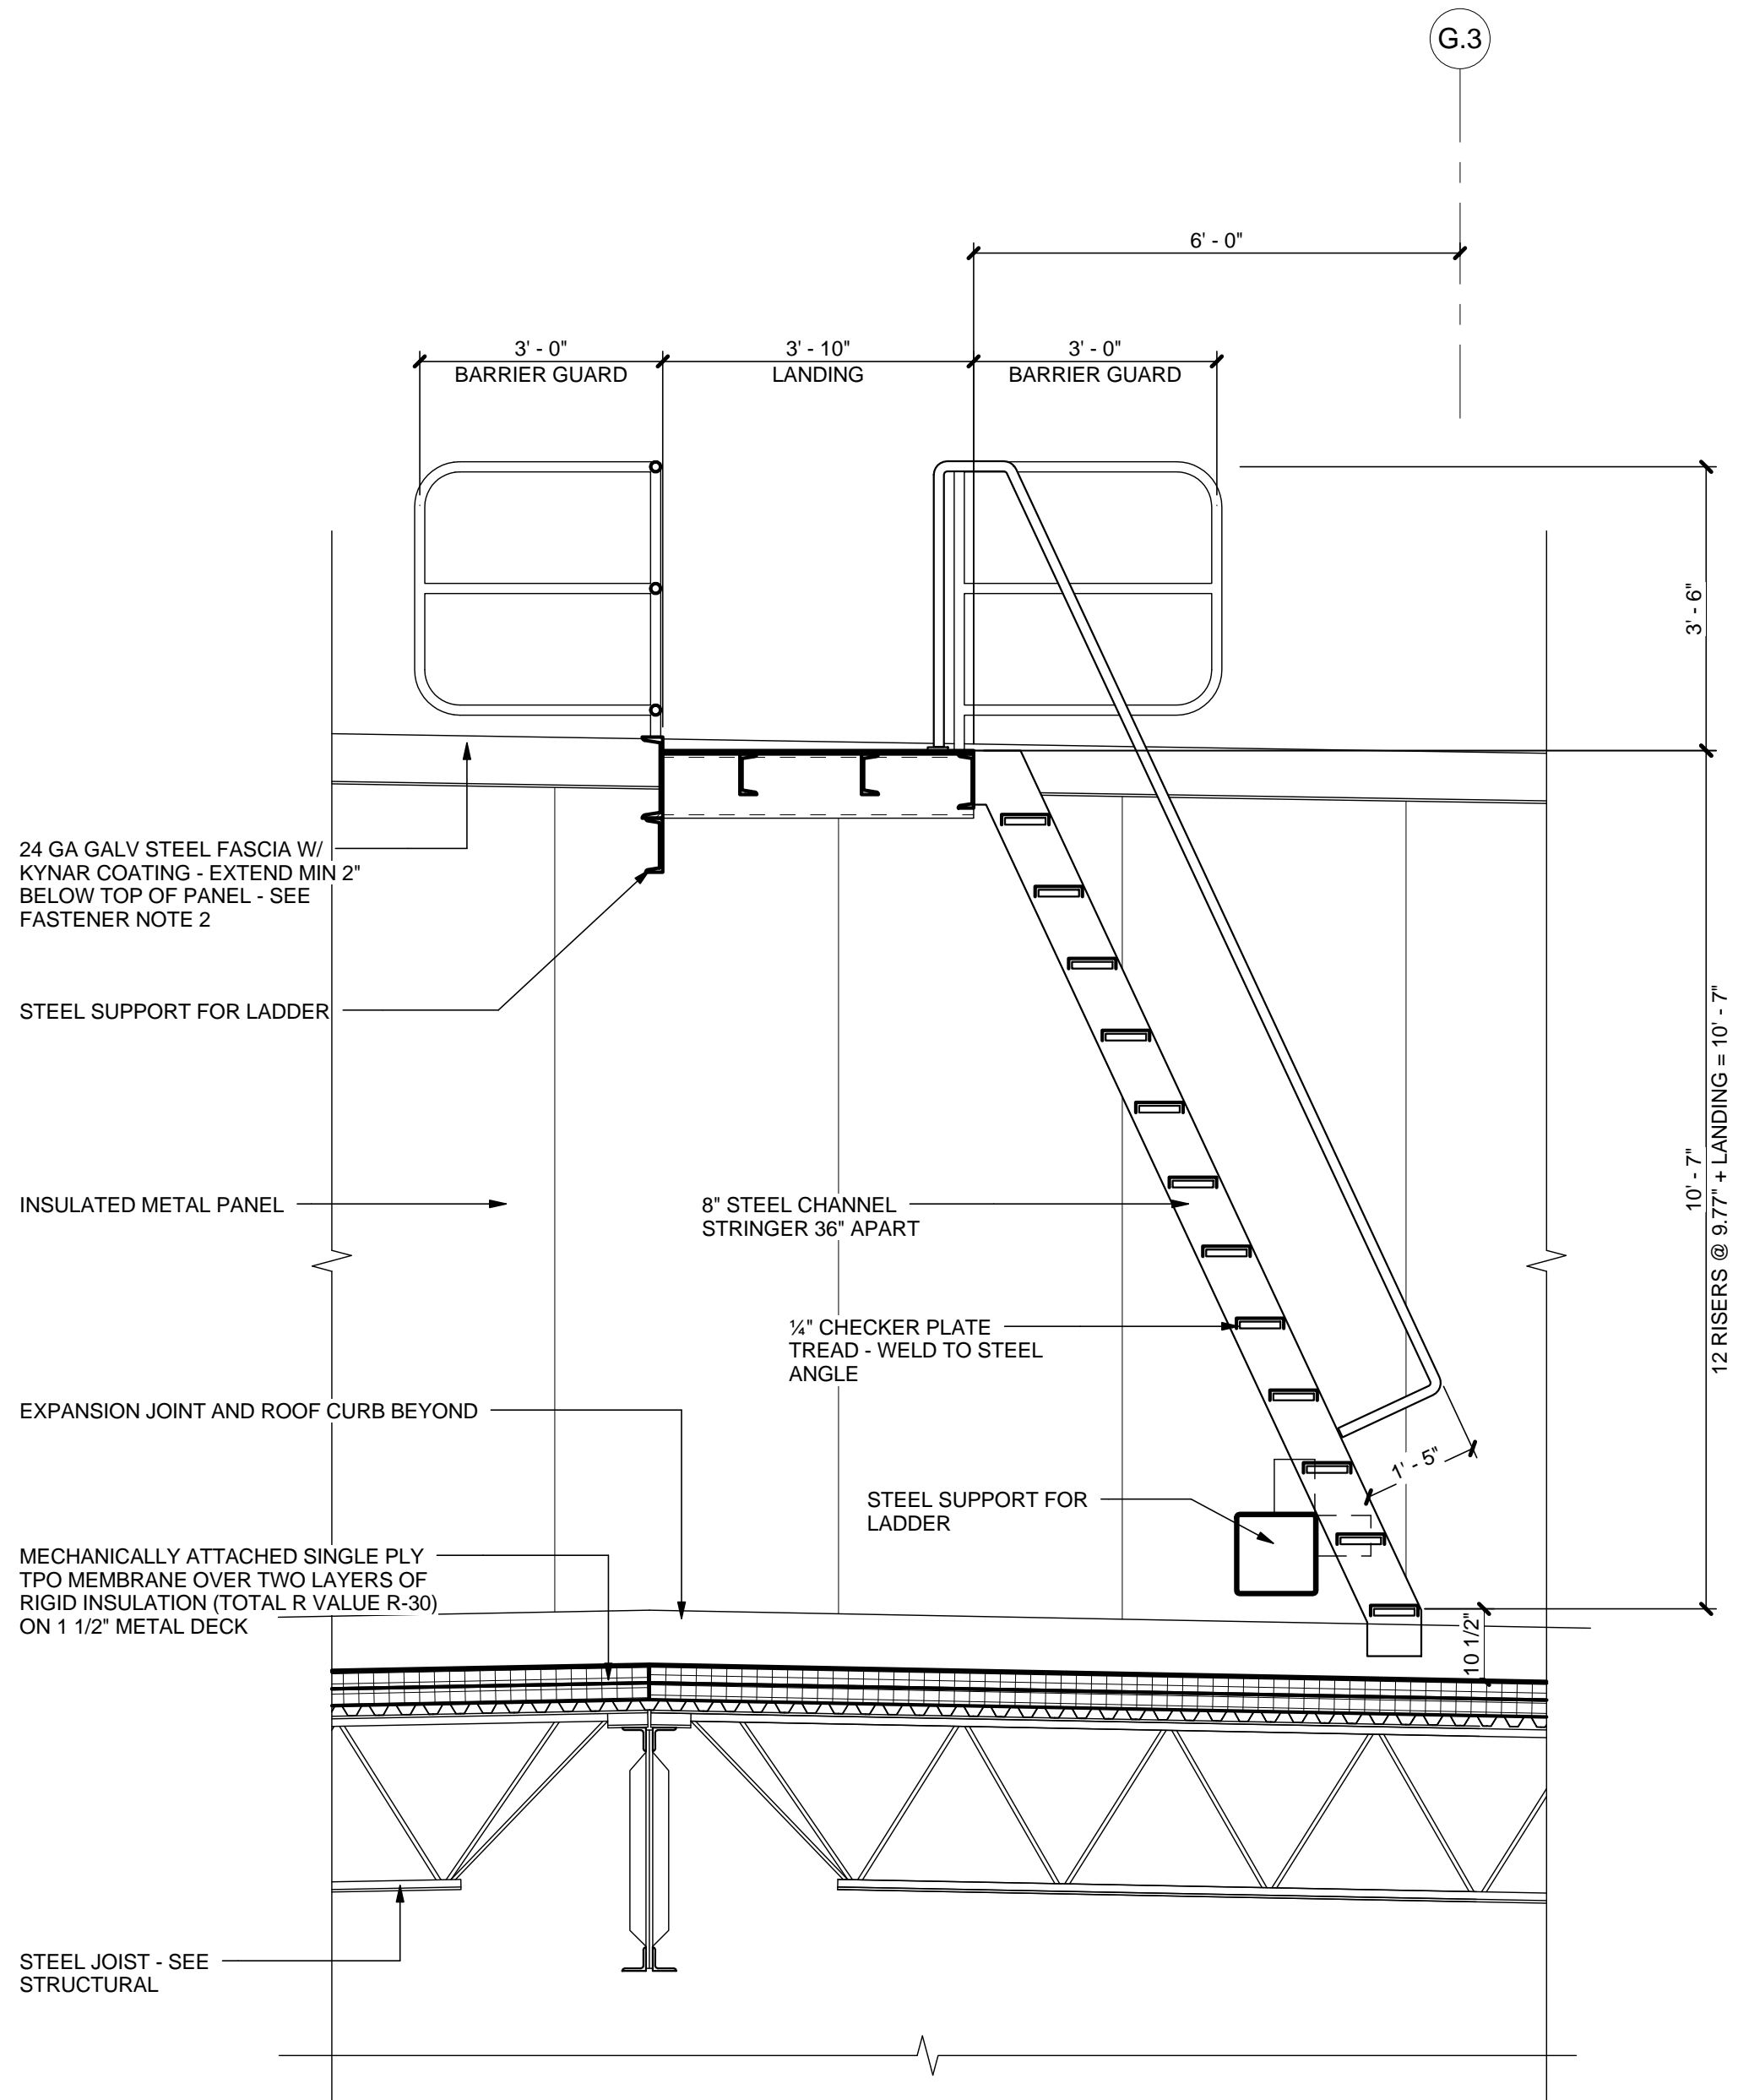 G.3
6' - 0"
3' - 0"
BARRIER GUARD
3' - 10"
LANDING
3' - 0"
BARRIER GUARD
3' - 6"
24 GA GALV STEEL FASCIA W/
KYNAR COATING - EXTEND MIN 2"
BELOW TOP OF PANEL - SEE
FASTENER NOTE 2
STEEL SUPPORT FOR LADDER
INSULATED METAL PANEL
8" STEEL CHANNEL
STRINGER 36" APART
10' - 7"
12 RISERS @ 9.77" + LANDING = 10' - 7"
¼" CHECKER PLATE
TREAD - WELD TO STEEL
ANGLE
EXPANSION JOINT AND ROOF CURB BEYOND
1' - 5"
STEEL SUPPORT FOR
LADDER
MECHANICALLY ATTACHED SINGLE PLY
TPO MEMBRANE OVER TWO LAYERS OF
RIGID INSULATION (TOTAL R VALUE R-30)
ON 1 1/2" METAL DECK
10 1/2"
STEEL JOIST - SEE
STRUCTURAL